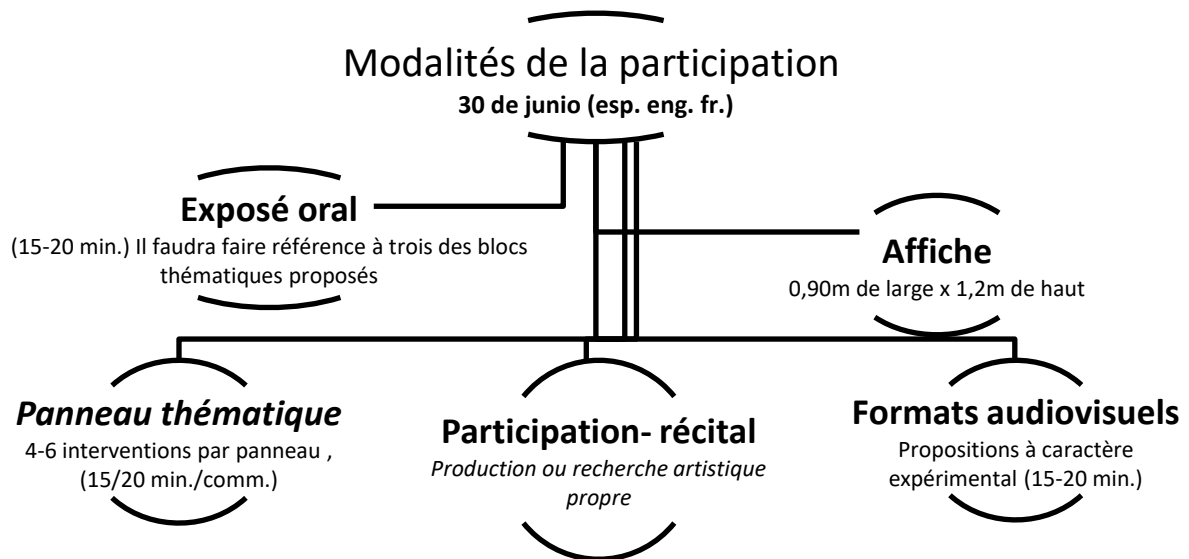 Modalités de la participation
30 de junio (esp. eng. fr.)
Exposé oral
(15-20 min.) Il faudra faire référence à trois des blocs
thématiques proposés
Affiche
0,90m de large x 1,2m de haut
Panneau thématique
4-6 interventions par panneau ,
(15/20 min./comm.)
Participation- récital
Production ou recherche artistique
propre
Formats audiovisuels
Propositions à caractère
expérimental (15-20 min.)